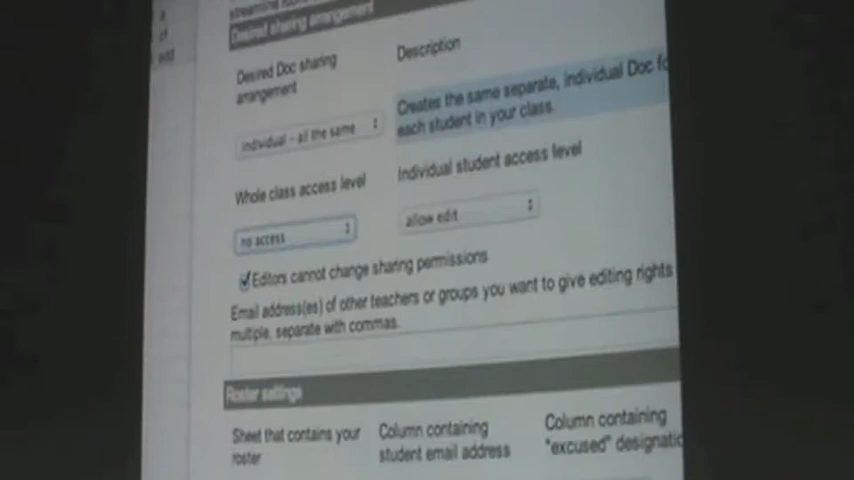 streamline
Desired sharing arrangement
Desired Doc sharing
arrangement
Description
individual - all the same
Creates the same separate, individual Doc fo
each student in your class.
Whole class access level
Individual student access level
no access
allow edit
Editors cannot change sharing permissions
Email address(es) of other teachers or groups you want to give editing rights
multiple, separate with commas.
Roster settings
Sheet that contains your
roster
Column containing
student email address
Column containing
"excused" designatio